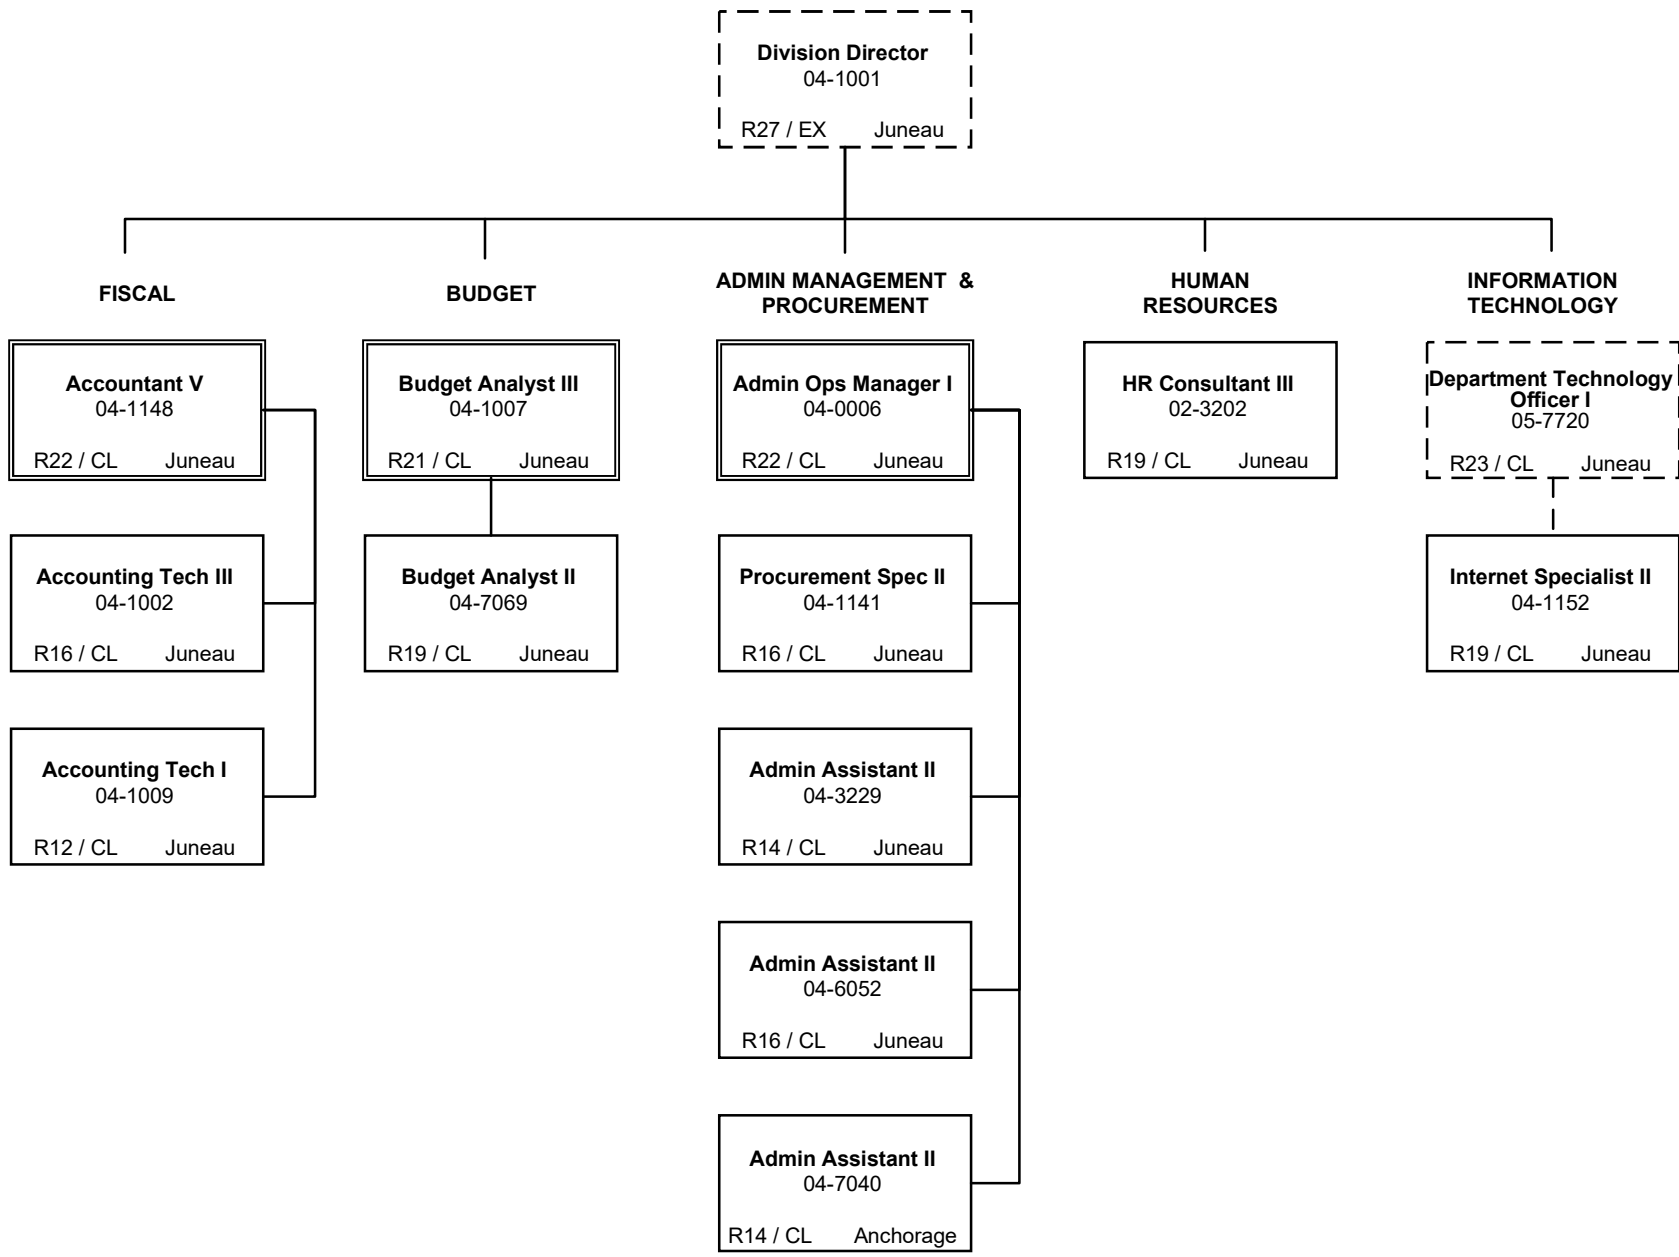 Division Director
04-1001
R27 / EX Juneau
FISCAL
BUDGET
ADMIN MANAGEMENT &
PROCUREMENT
HUMAN
RESOURCES
INFORMATION
TECHNOLOGY
Accountant V
04-1148
R22 / CL Juneau
Budget Analyst III
04-1007
R21 / CL Juneau
Admin Ops Manager I
04-0006
R22 / CL Juneau
HR Consultant III
02-3202
R19 / CL Juneau
Department Technology
Officer I
05-7720
R23 / CL Juneau
Accounting Tech III
04-1002
R16 / CL Juneau
Budget Analyst II
04-7069
R19 / CL Juneau
Procurement Spec II
04-1141
R16 / CL Juneau
Internet Specialist II
04-1152
R19 / CL Juneau
Accounting Tech I
04-1009
R12 / CL Juneau
Admin Assistant II
04-3229
R14 / CL Juneau
Admin Assistant II
04-6052
R16 / CL Juneau
Admin Assistant II
04-7040
R14 / CL Anchorage